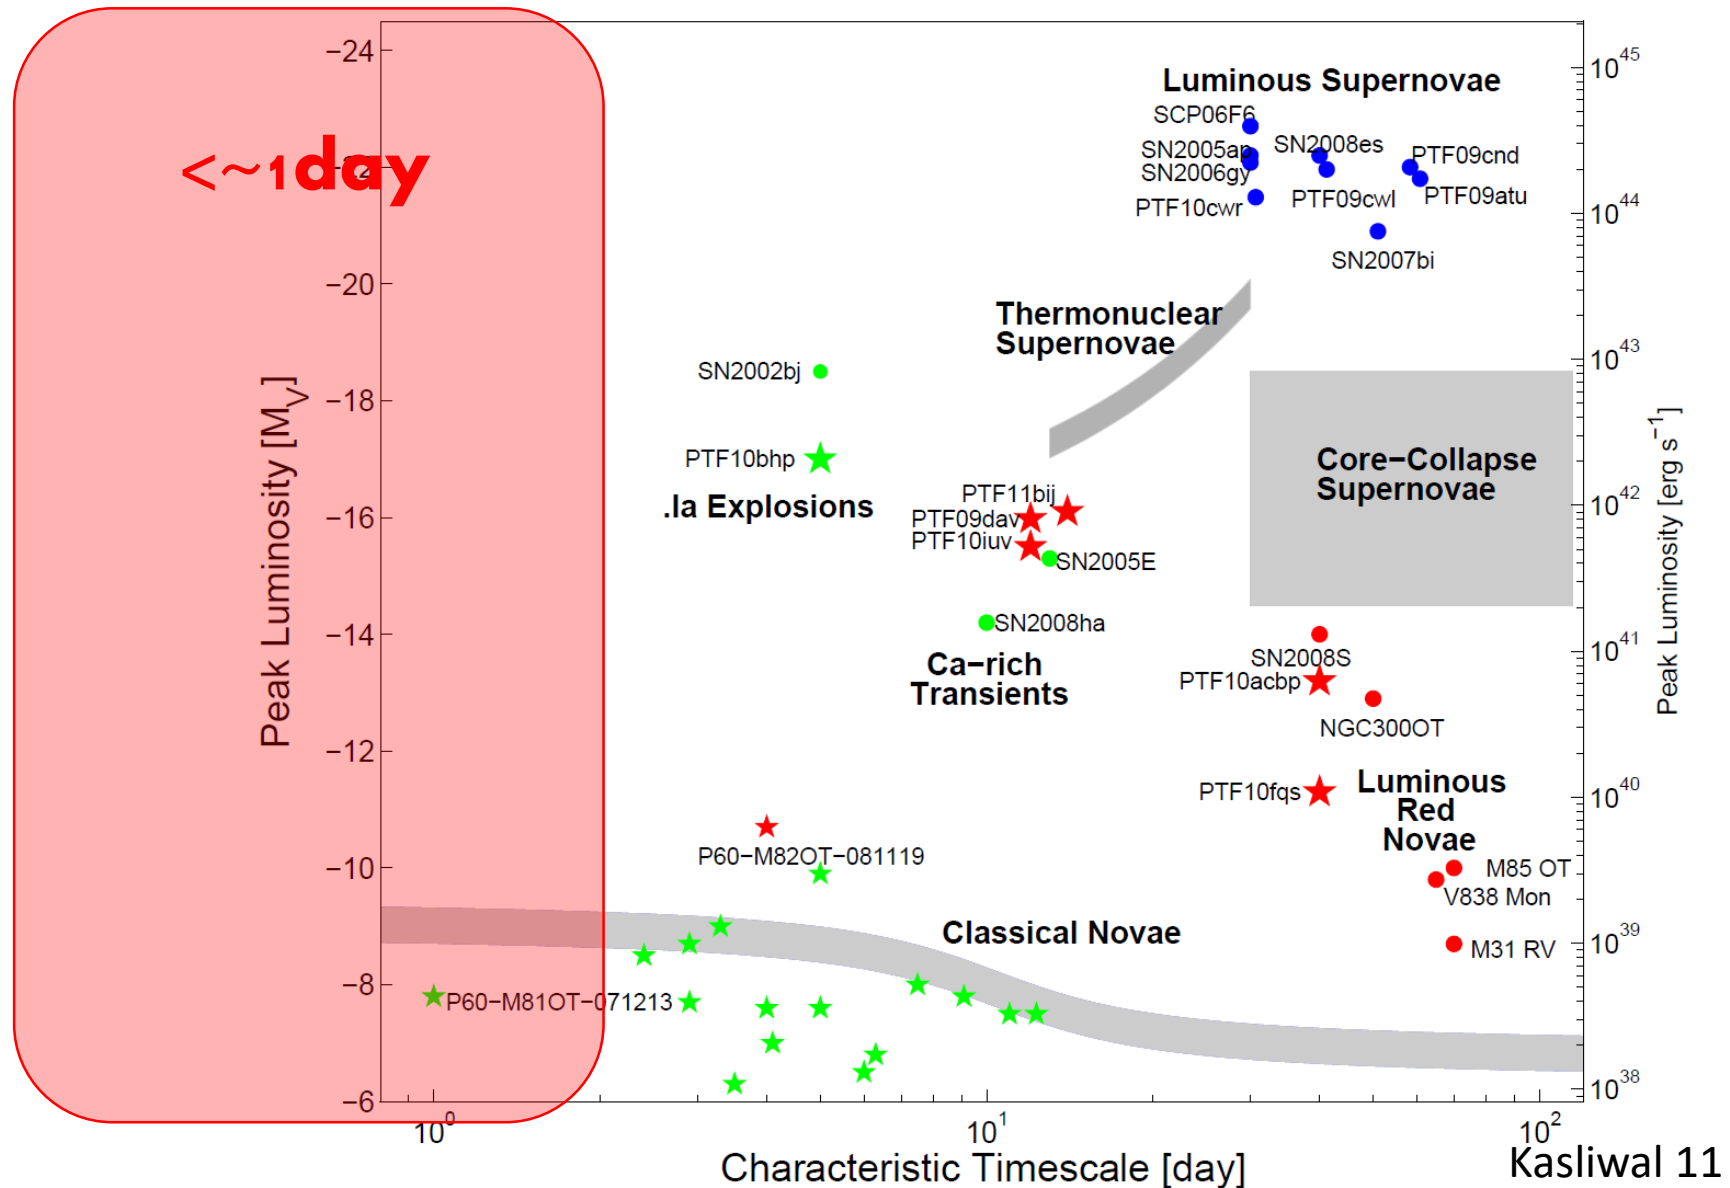 Luminous Supernovae
SCP06F6
SN2005ap
SN2006gy
PTF10cwr
SN2008es
PTF09cwl
PTF09cnd
PTF09atu
SN2007bi
<~1day
Thermonuclear
Supernovae
SN2002bj
PTF10bhp
.Ia Explosions
Core−Collapse
Supernovae
PTF11bij
PTF09dav
PTF10iuv
SN2005E
SN2008ha
Ca−rich
Transients
SN2008S
PTF10acbp
NGC300OT
PTF10fqs
Luminous
Red
Novae
P60−M82OT−081119
M85 OT
V838 Mon
M31 RV
Classical Novae
P60−M81OT−071213
−24
−22
−20
−18
−16
−14
−12
−10
−8
−6
Peak Luminosity [M_V]
10^45
10^44
10^43
10^42
10^41
10^40
10^39
10^38
Peak Luminosity [erg s^−1]
10^0
10^1
10^2
Characteristic Timescale [day]
Kasliwal 11